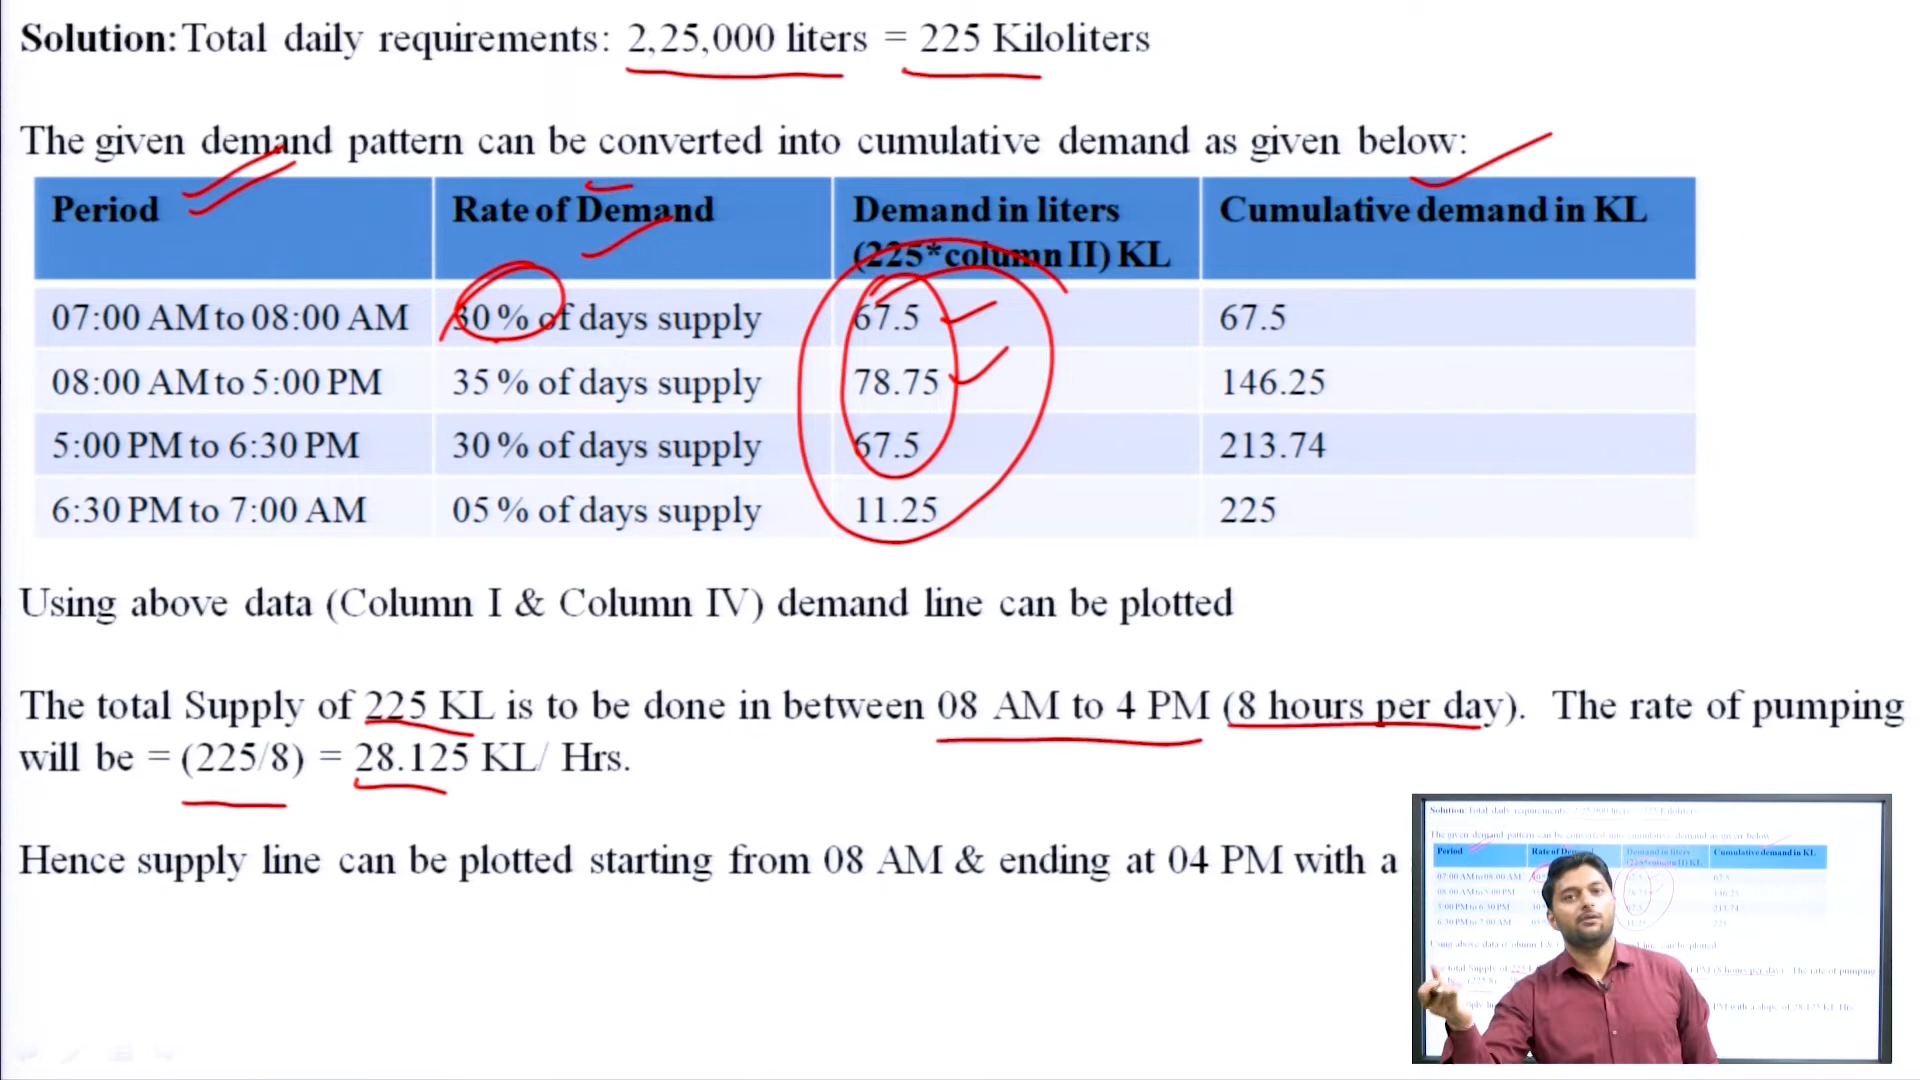 Solution:Total daily requirements: 2,25,000 liters = 225 Kiloliters
The given demand pattern can be converted into cumulative demand as given below:
Period Rate of Demand Demand in liters (225*column II) KL Cumulative demand in KL
07:00 AM to 08:00 AM 30 % of days supply 67.5 67.5
08:00 AM to 5:00 PM 35 % of days supply 78.75 146.25
5:00 PM to 6:30 PM 30 % of days supply 67.5 213.74
6:30 PM to 7:00 AM 05 % of days supply 11.25 225
Using above data (Column I & Column IV) demand line can be plotted
The total Supply of 225 KL is to be done in between 08 AM to 4 PM (8 hours per day). The rate of pumping
will be = (225/8) = 28.125 KL/ Hrs.
Hence supply line can be plotted starting from 08 AM & ending at 04 PM with a